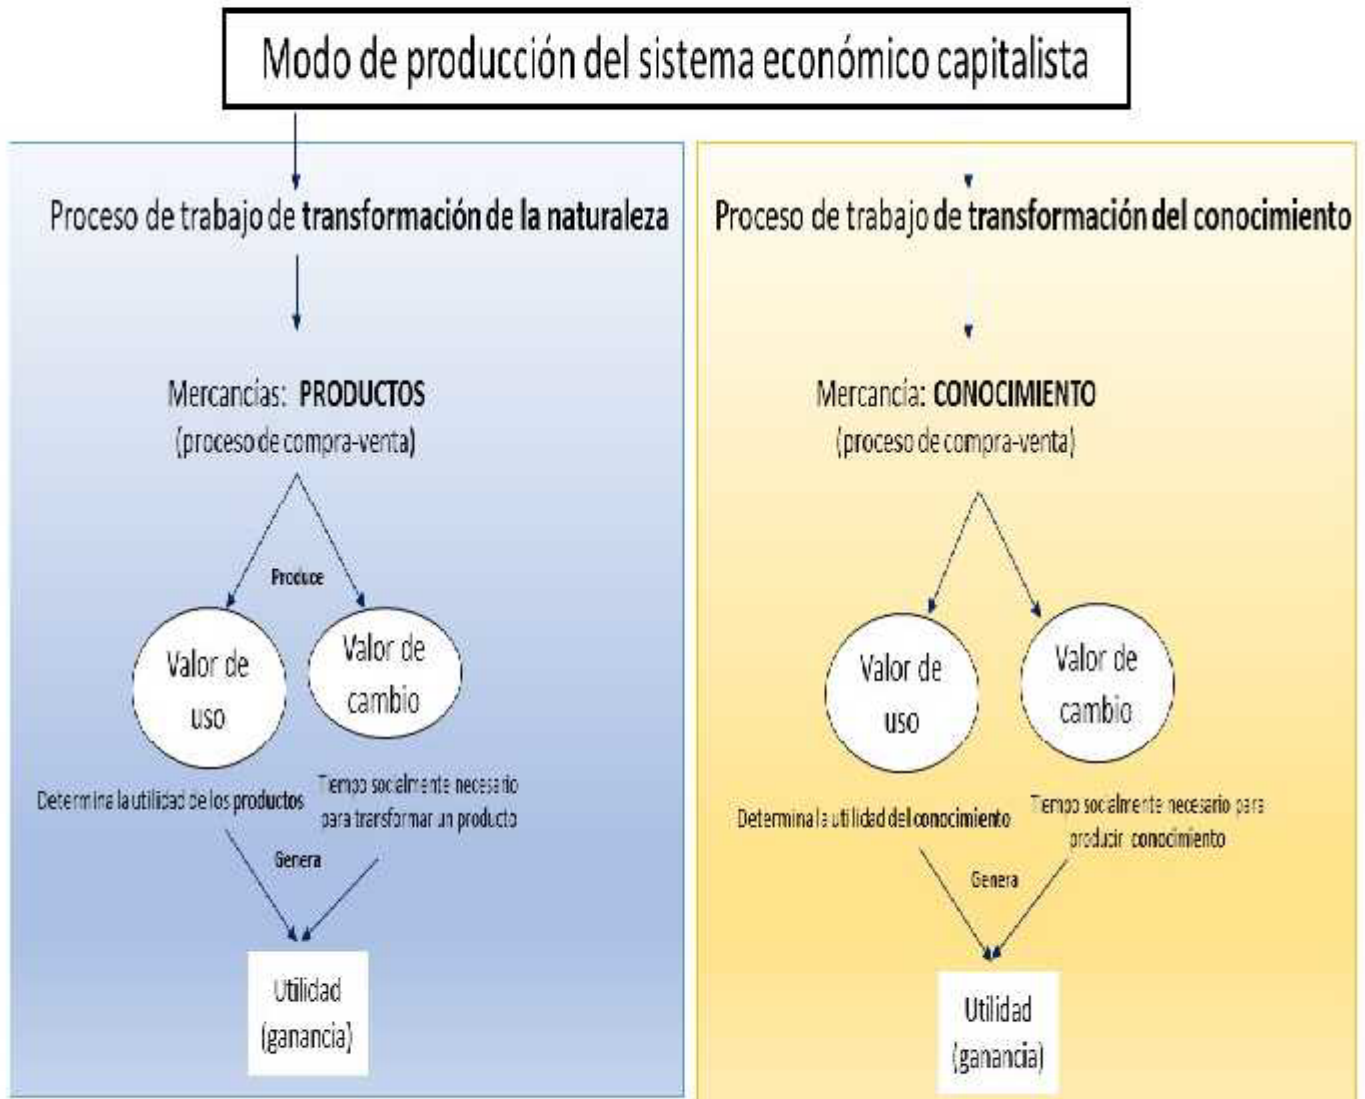 Modo de producción del sistema económico capitalista
Proceso de trabajo de transformación de la naturaleza
Mercancías: PRODUCTOS
(proceso de compra-venta)
Produce
Valor de
uso
Valor de
cambio
Determina la utilidad de los productos
Tiempo socialmente necesario
para transformar un producto
Genera
Utilidad
(ganancia)
Proceso de trabajo de transformación del conocimiento
Mercancía: CONOCIMIENTO
(proceso de compra-venta)
Valor de
uso
Valor de
cambio
Determina la utilidad del conocimiento
Tiempo socialmente necesario para
producir conocimiento
Genera
Utilidad
(ganancia)